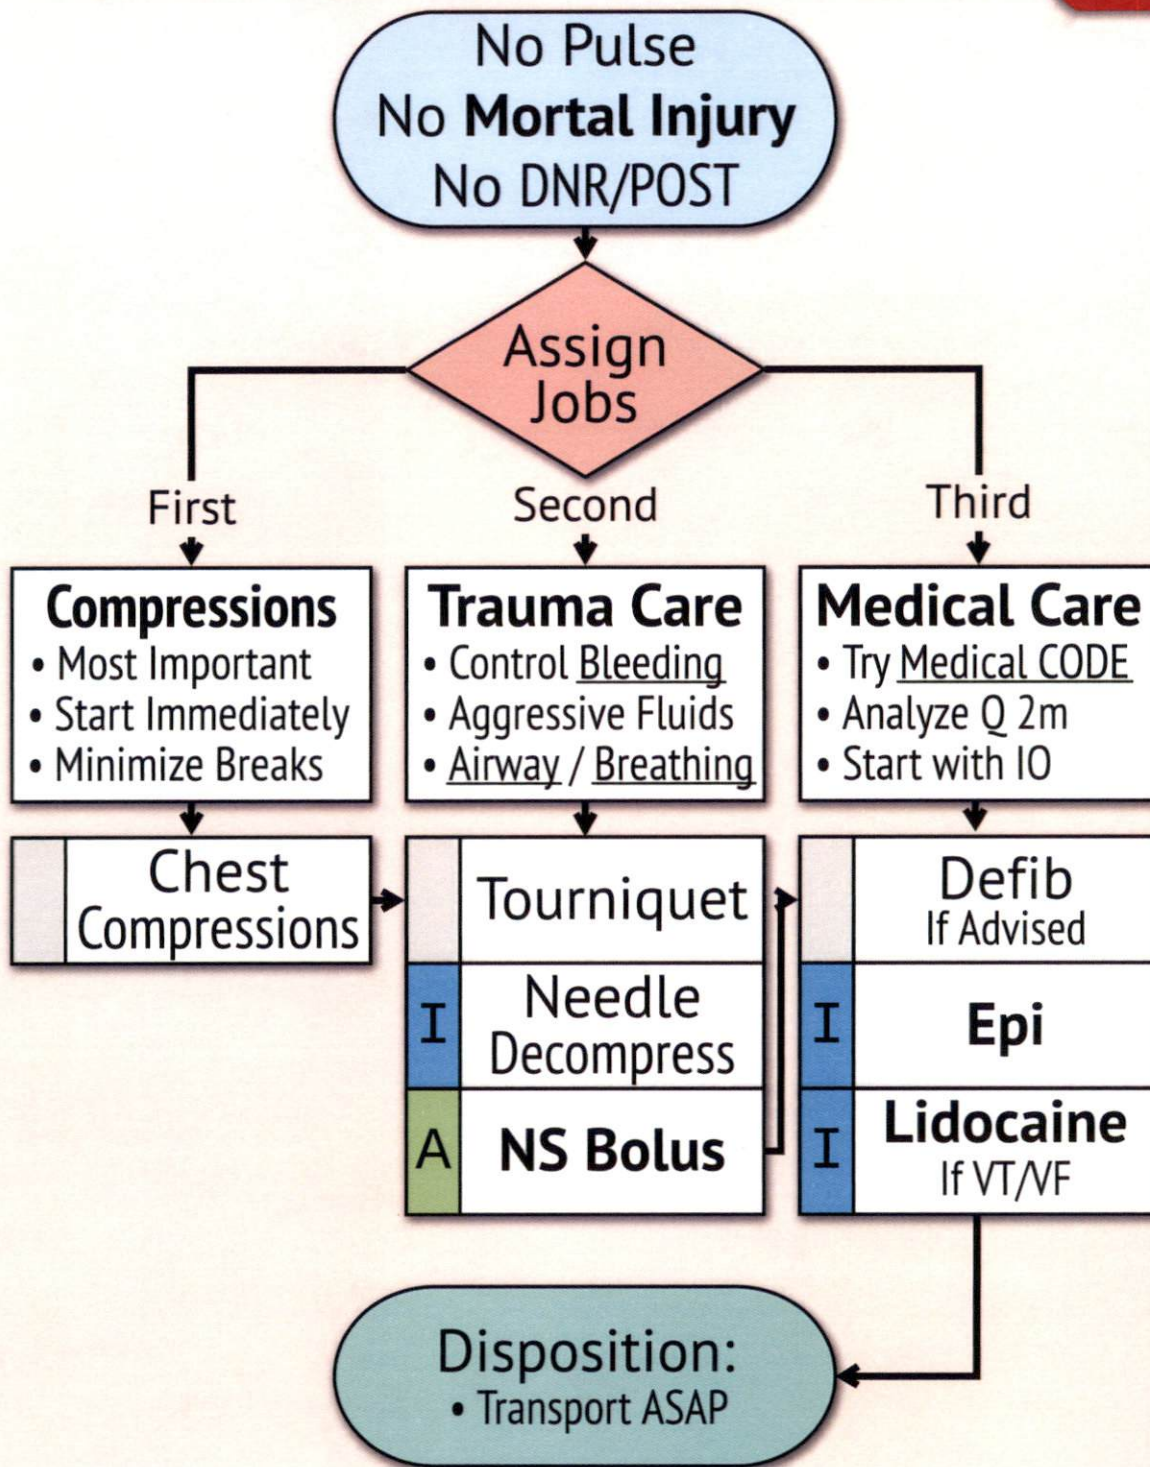 No Pulse
No Mortal Injury
No DNR/POST
Assign
Jobs
First
Second
Third
Compressions
• Most Important
• Start Immediately
• Minimize Breaks
Trauma Care
• Control Bleeding
• Aggressive Fluids
• Airway / Breathing
Medical Care
• Try Medical CODE
• Analyze Q 2m
• Start with IO
Chest
Compressions
Tourniquet
I Needle
Decompress
A NS Bolus
Defib
If Advised
I Epi
I Lidocaine
If VT/VF
Disposition:
• Transport ASAP